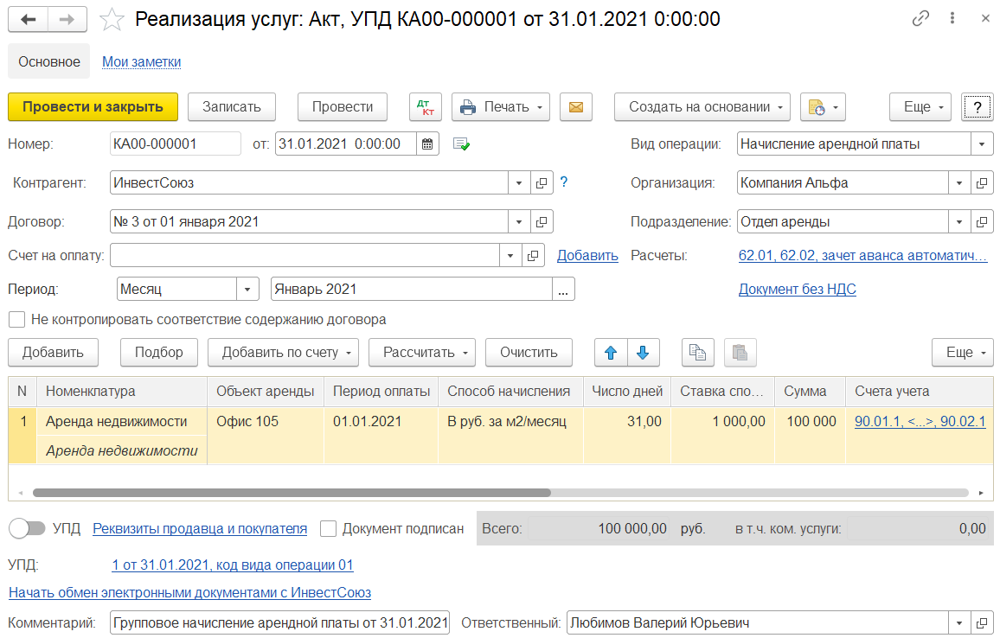 Реализация услуг: Акт, УПД КА00-000001 от 31.01.2021 0:00:00
Основное Мои заметки
Провести и закрыть Записать Провести Дт Кт Печать Создать на основании Еще ?
Номер: КА00-000001 от: 31.01.2021 0:00:00 Вид операции: Начисление арендной платы
Контрагент: ИнвестСоюз ? Организация: Компания Альфа
Договор: № 3 от 01 января 2021 Подразделение: Отдел аренды
Счет на оплату: Добавить Расчеты: 62.01, 62.02, зачет аванса автоматич...
Период: Месяц Январь 2021 ... Документ без НДС
Не контролировать соответствие содержанию договора
Добавить Подбор Добавить по счету Рассчитать Очистить Еще
N Номенклатура Объект аренды Период оплаты Способ начисления Число дней Ставка спо... Сумма Счета учета
1 Аренда недвижимости Офис 105 01.01.2021 В руб. за м2/месяц 31,00 1 000,00 100 000 90.01.1, <...>, 90.02.1
Аренда недвижимости
УПД Реквизиты продавца и покупателя Документ подписан Всего: 100 000,00 руб. в т.ч. ком. услуги: 0,00
УПД: 1 от 31.01.2021, код вида операции 01
Начать обмен электронными документами с ИнвестСоюз
Комментарий: Групповое начисление арендной платы от 31.01.2021 Ответственный: Любимов Валерий Юрьевич